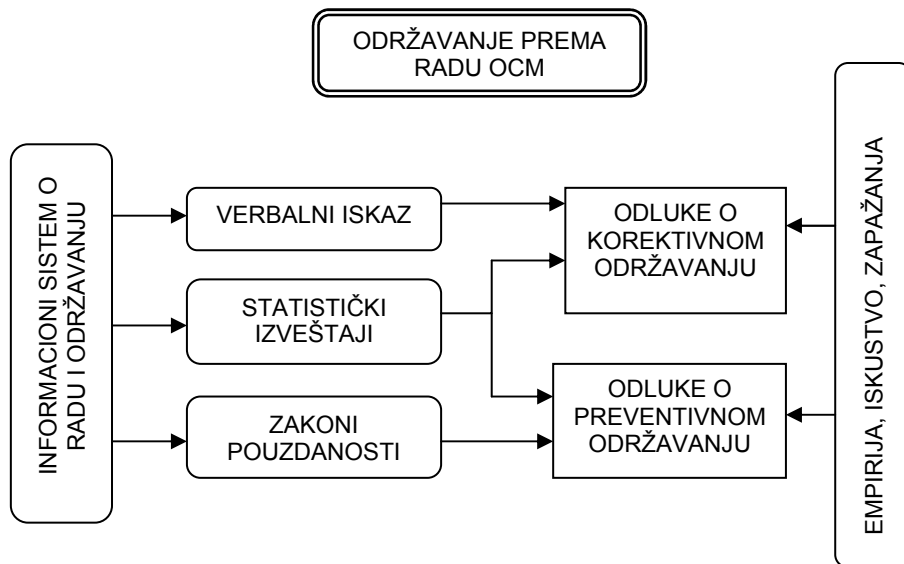 ODRŽAVANJE PREMA
RADU OCM
INFORMACIONI SISTEM O
RADU I ODRŽAVANJU
VERBALNI ISKAZ
STATISTIČKI
IZVEŠTAJI
ZAKONI
POUZDANOSTI
ODLUKE O
KOREKTIVNOM
ODRŽAVANJU
ODLUKE O
PREVENTIVNOM
ODRŽAVANJU
EMPIRIJA, ISKUSTVO, ZAPAŽANJA